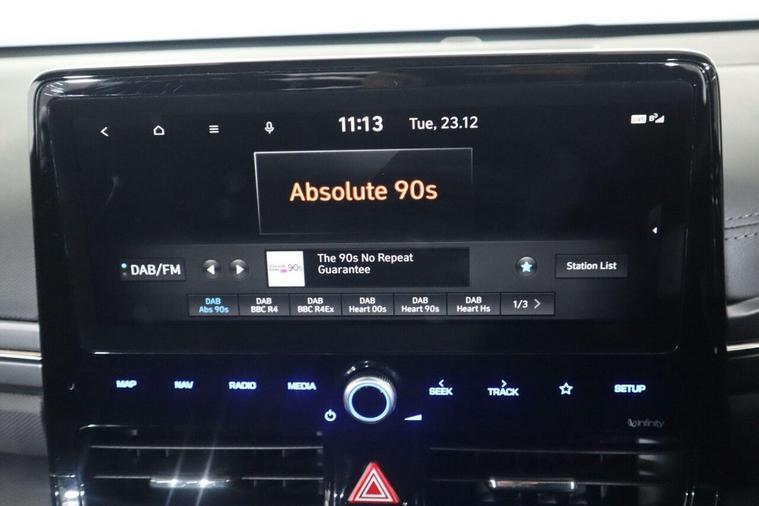 11:13 Tue, 23.12
LIVE
Absolute 90s
DAB/FM
90s
The 90s No Repeat
Guarantee
Station List
DAB
Abs 90s
DAB
BBC R4
DAB
BBC R4Ex
DAB
Heart 00s
DAB
Heart 90s
DAB
Heart Hs
1/3 >
MAP NAV RADIO MEDIA
< SEEK
> TRACK
SETUP
infinity